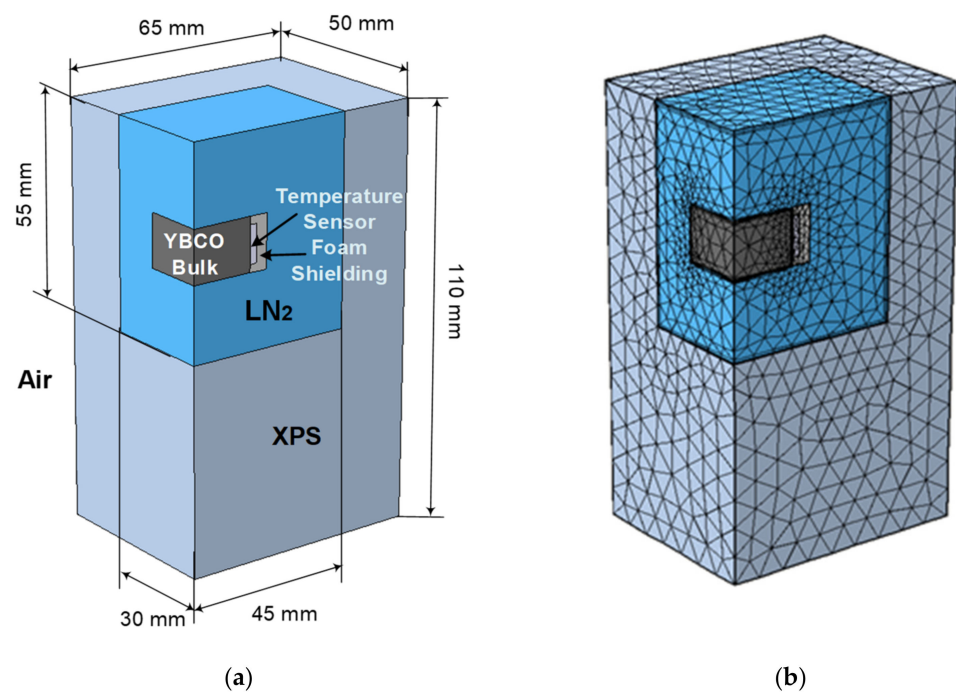 65 mm
50 mm
55 mm
Temperature
Sensor
Foam
Shielding
YBCO
Bulk
LN2
110 mm
Air
XPS
30 mm
45 mm
(a)
(b)